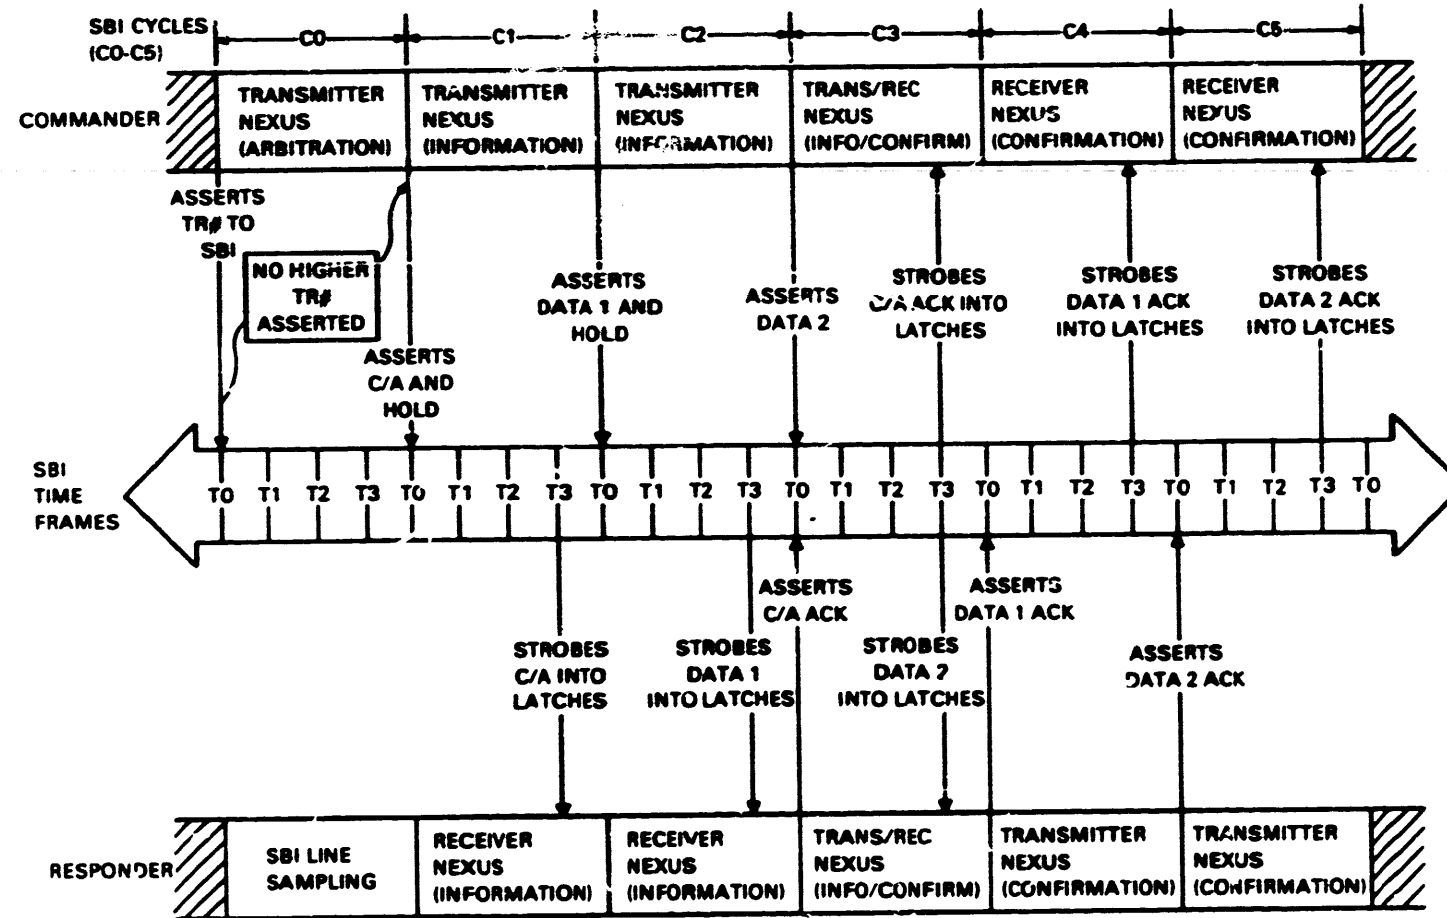 SBI CYCLES
(C0-C5)
C0 C1 C2 C3 C4 C5
COMMANDER
TRANSMITTER
NEXUS
(ARBITRATION)
TRANSMITTER
NEXUS
(INFORMATION)
TRANSMITTER
NEXUS
(INFORMATION)
TRANS/REC
NEXUS
(INFO/CONFIRM)
RECEIVER
NEXUS
(CONFIRMATION)
RECEIVER
NEXUS
(CONFIRMATION)
ASSERTS
TR# TO
SBI
NO HIGHER
TR#
ASSERTED
ASSERTS
C/A AND
HOLD
ASSERTS
DATA 1 AND
HOLD
ASSERTS
DATA 2
STROBES
C/A ACK INTO
LATCHES
STROBES
DATA 1 ACK
INTO LATCHES
STROBES
DATA 2 ACK
INTO LATCHES
SBI
TIME
FRAMES
T0 T1 T2 T3 T0 T1 T2 T3 T0 T1 T2 T3 T0 T1 T2 T3 T0 T1 T2 T3 T0 T1 T2 T3 T0
STROBES
C/A INTO
LATCHES
STROBES
DATA 1
INTO LATCHES
ASSERTS
C/A ACK
STROBES
DATA 2
INTO LATCHES
ASSERTS
DATA 1 ACK
ASSERTS
DATA 2 ACK
RESPONDER
SBI LINE
SAMPLING
RECEIVER
NEXUS
(INFORMATION)
RECEIVER
NEXUS
(INFORMATION)
TRANS/REC
NEXUS
(INFO/CONFIRM)
TRANSMITTER
NEXUS
(CONFIRMATION)
TRANSMITTER
NEXUS
(CONFIRMATION)